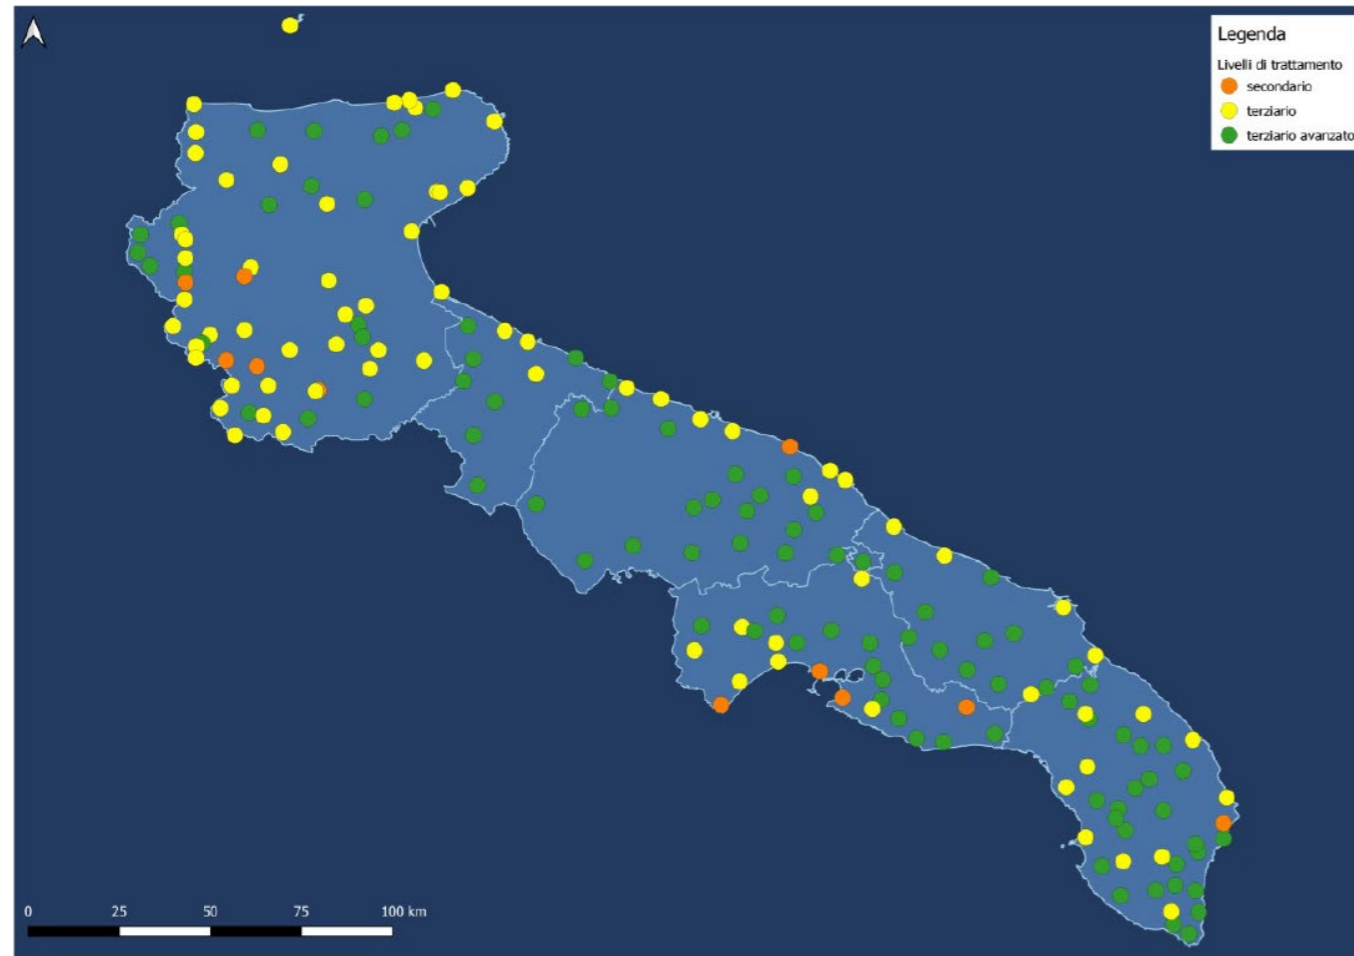 Legenda
Livelli di trattamento
secondario
terziario
terziario avanzato
0 25 50 75 100 km